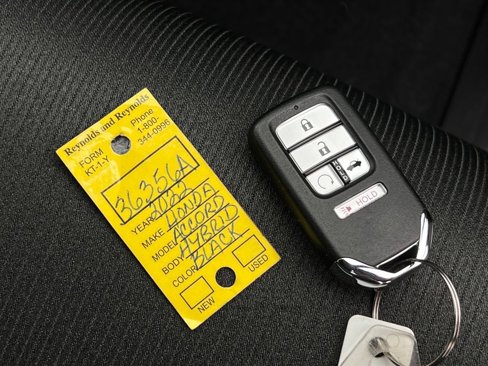 Reynolds and Reynolds
FORM
KT-1-Y
Phone
1-800-
344-0996
36356A
YEAR 2022
MAKE HONDA
MODEL ACCORD
BODY HYBRID
COLOR BLACK
NEW
USED
HOLD